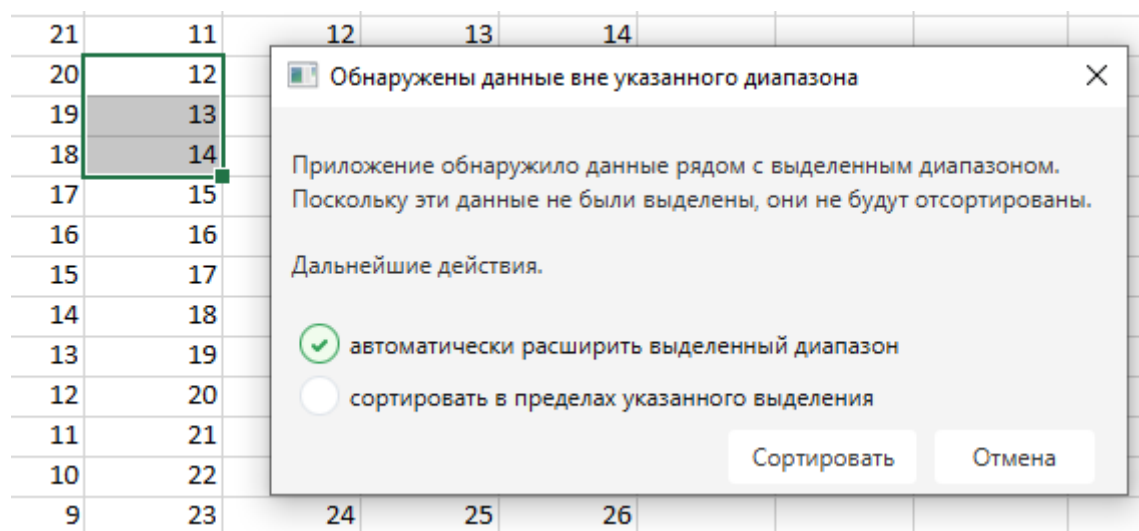 21 11 12 13 14
20 12
Обнаружены данные вне указанного диапазона
19 13
18 14
Приложение обнаружило данные рядом с выделенным диапазоном.
17 15
Поскольку эти данные не были выделены, они не будут отсортированы.
16 16
15 17
Дальнейшие действия.
14 18
13 19
автоматически расширить выделенный диапазон
12 20
сортировать в пределах указанного выделения
11 21
10 22
Сортировать Отмена
9 23 24 25 26